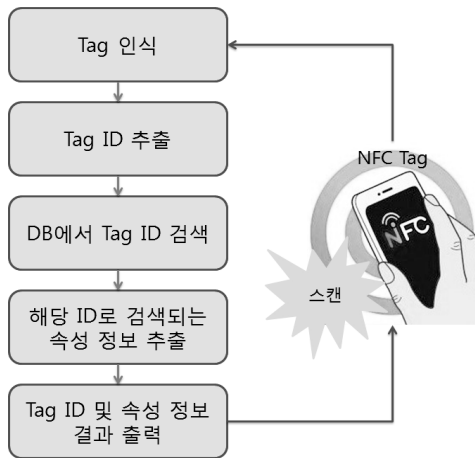 Tag 인식
Tag ID 추출
DB에서 Tag ID 검색
해당 ID로 검색되는
속성 정보 추출
Tag ID 및 속성 정보
결과 출력
NFC Tag
NFC
스캔